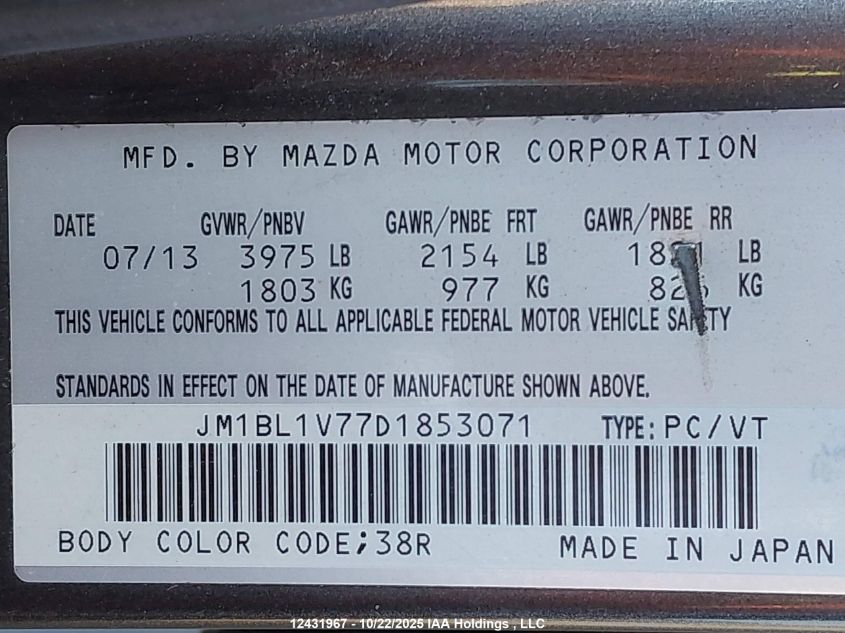 MFD. BY MAZDA MOTOR CORPORATION
DATE GVWR/PNBV GAWR/PNBE FRT GAWR/PNBE RR
07/13 3975 LB 2154 LB LB
1803 KG 977 KG KG
THIS VEHICLE CONFORMS TO ALL APPLICABLE FEDERAL MOTOR VEHICLE SAFETY
STANDARDS IN EFFECT ON THE DATE OF MANUFACTURE SHOWN ABOVE.
JM1BL1V77D1853071 TYPE: PC/VT
BODY COLOR CODE;38R MADE IN JAPAN
12431967 - 10/22/2025 IAA Holdings , LLC